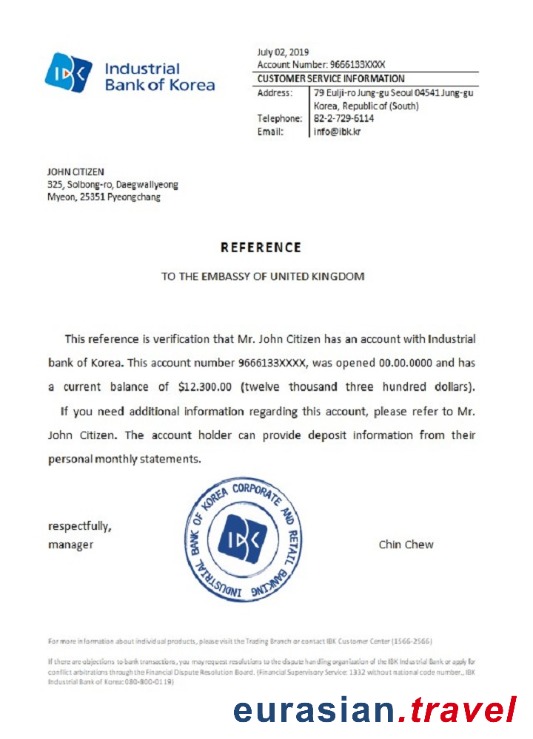 Industrial
Bank of Korea
July 02, 2019
Account Number: 9666133XXXX
CUSTOMER SERVICE INFORMATION
Address: 79 Eulji-ro Jung-gu Seoul 04541 Jung-gu
Korea, Republic of (South)
Telephone: 82-2-729-6114
Email: info@ibk.kr
JOHN CITIZEN
325, Solbong-ro, Daegwallyeong
Myeon, 25351 Pyeongchang
REFERENCE
TO THE EMBASSY OF UNITED KINGDOM
This reference is verification that Mr. John Citizen has an account with Industrial
bank of Korea. This account number 9666133XXXX, was opened 00.00.0000 and has
a current balance of $12.300.00 (twelve thousand three hundred dollars).
If you need additional information regarding this account, please refer to Mr.
John Citizen. The account holder can provide deposit information from their
personal monthly statements.
respectfully,
manager
INDUSTRIAL BANK OF KOREA CORPORATE AND RETAIL BANKING
IBK
Chin Chew
For more information about individual products, please visit the Trading Branch or contact IBK Customer Center (1566-2566)
If there are objections to bank transactions, you may request resolutions to the dispute handling organization of the IBK Industrial Bank or apply for
conflict arbitrations through the Financial Dispute Resolution Board. (Financial Supervisory Service: 1332 without national code number., IBK
Industrial Bank of Korea: 080-800-0119)
eurasian.travel